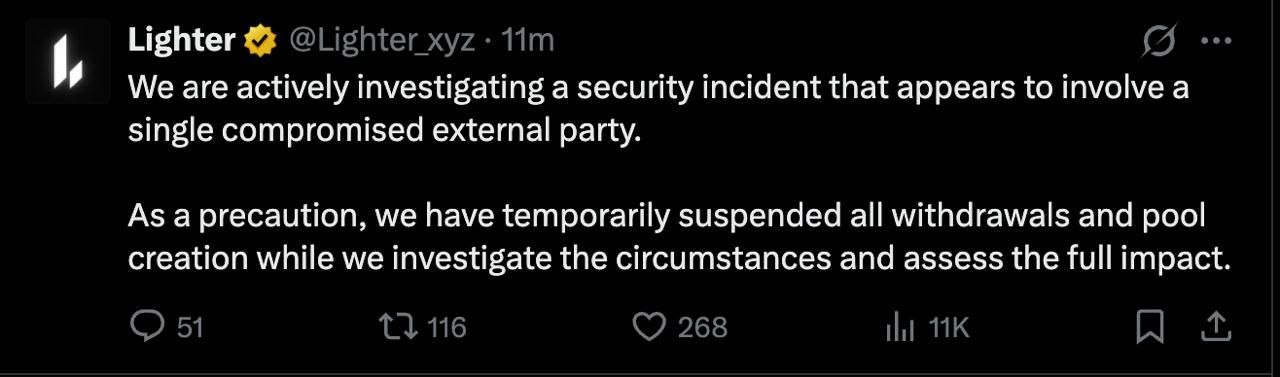 Lighter @Lighter_xyz · 11m
We are actively investigating a security incident that appears to involve a
single compromised external party.
As a precaution, we have temporarily suspended all withdrawals and pool
creation while we investigate the circumstances and assess the full impact.
51 116 268 11K